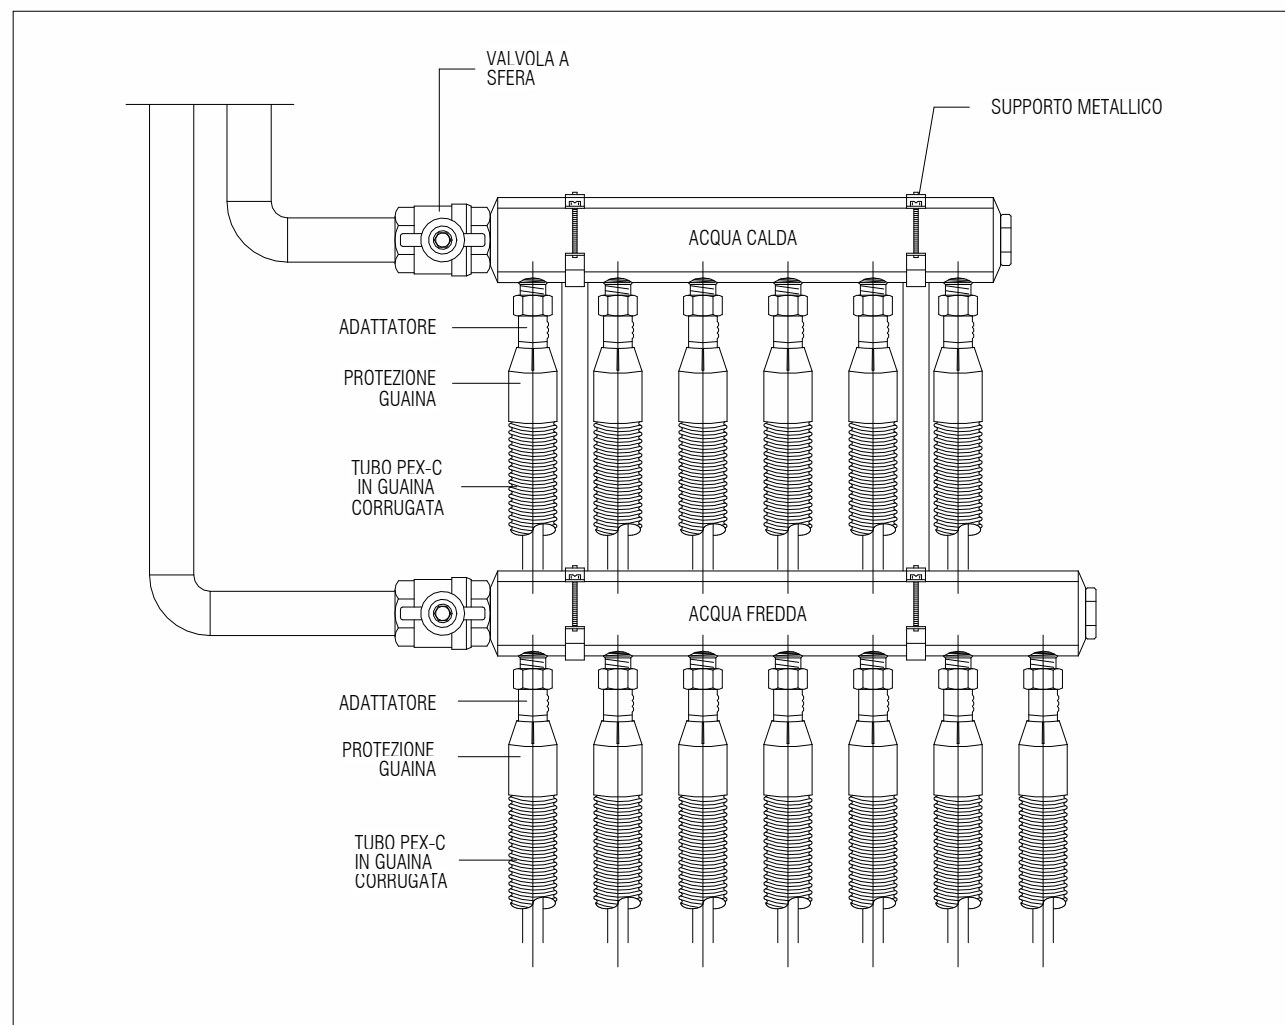 VALVOLA A
SFERA
SUPPORTO METALLICO
ACQUA CALDA
ADATTATORE
PROTEZIONE
GUAINA
TUBO PEX-C
IN GUAINA
CORRUGATA
ACQUA FREDDA
ADATTATORE
PROTEZIONE
GUAINA
TUBO PEX-C
IN GUAINA
CORRUGATA